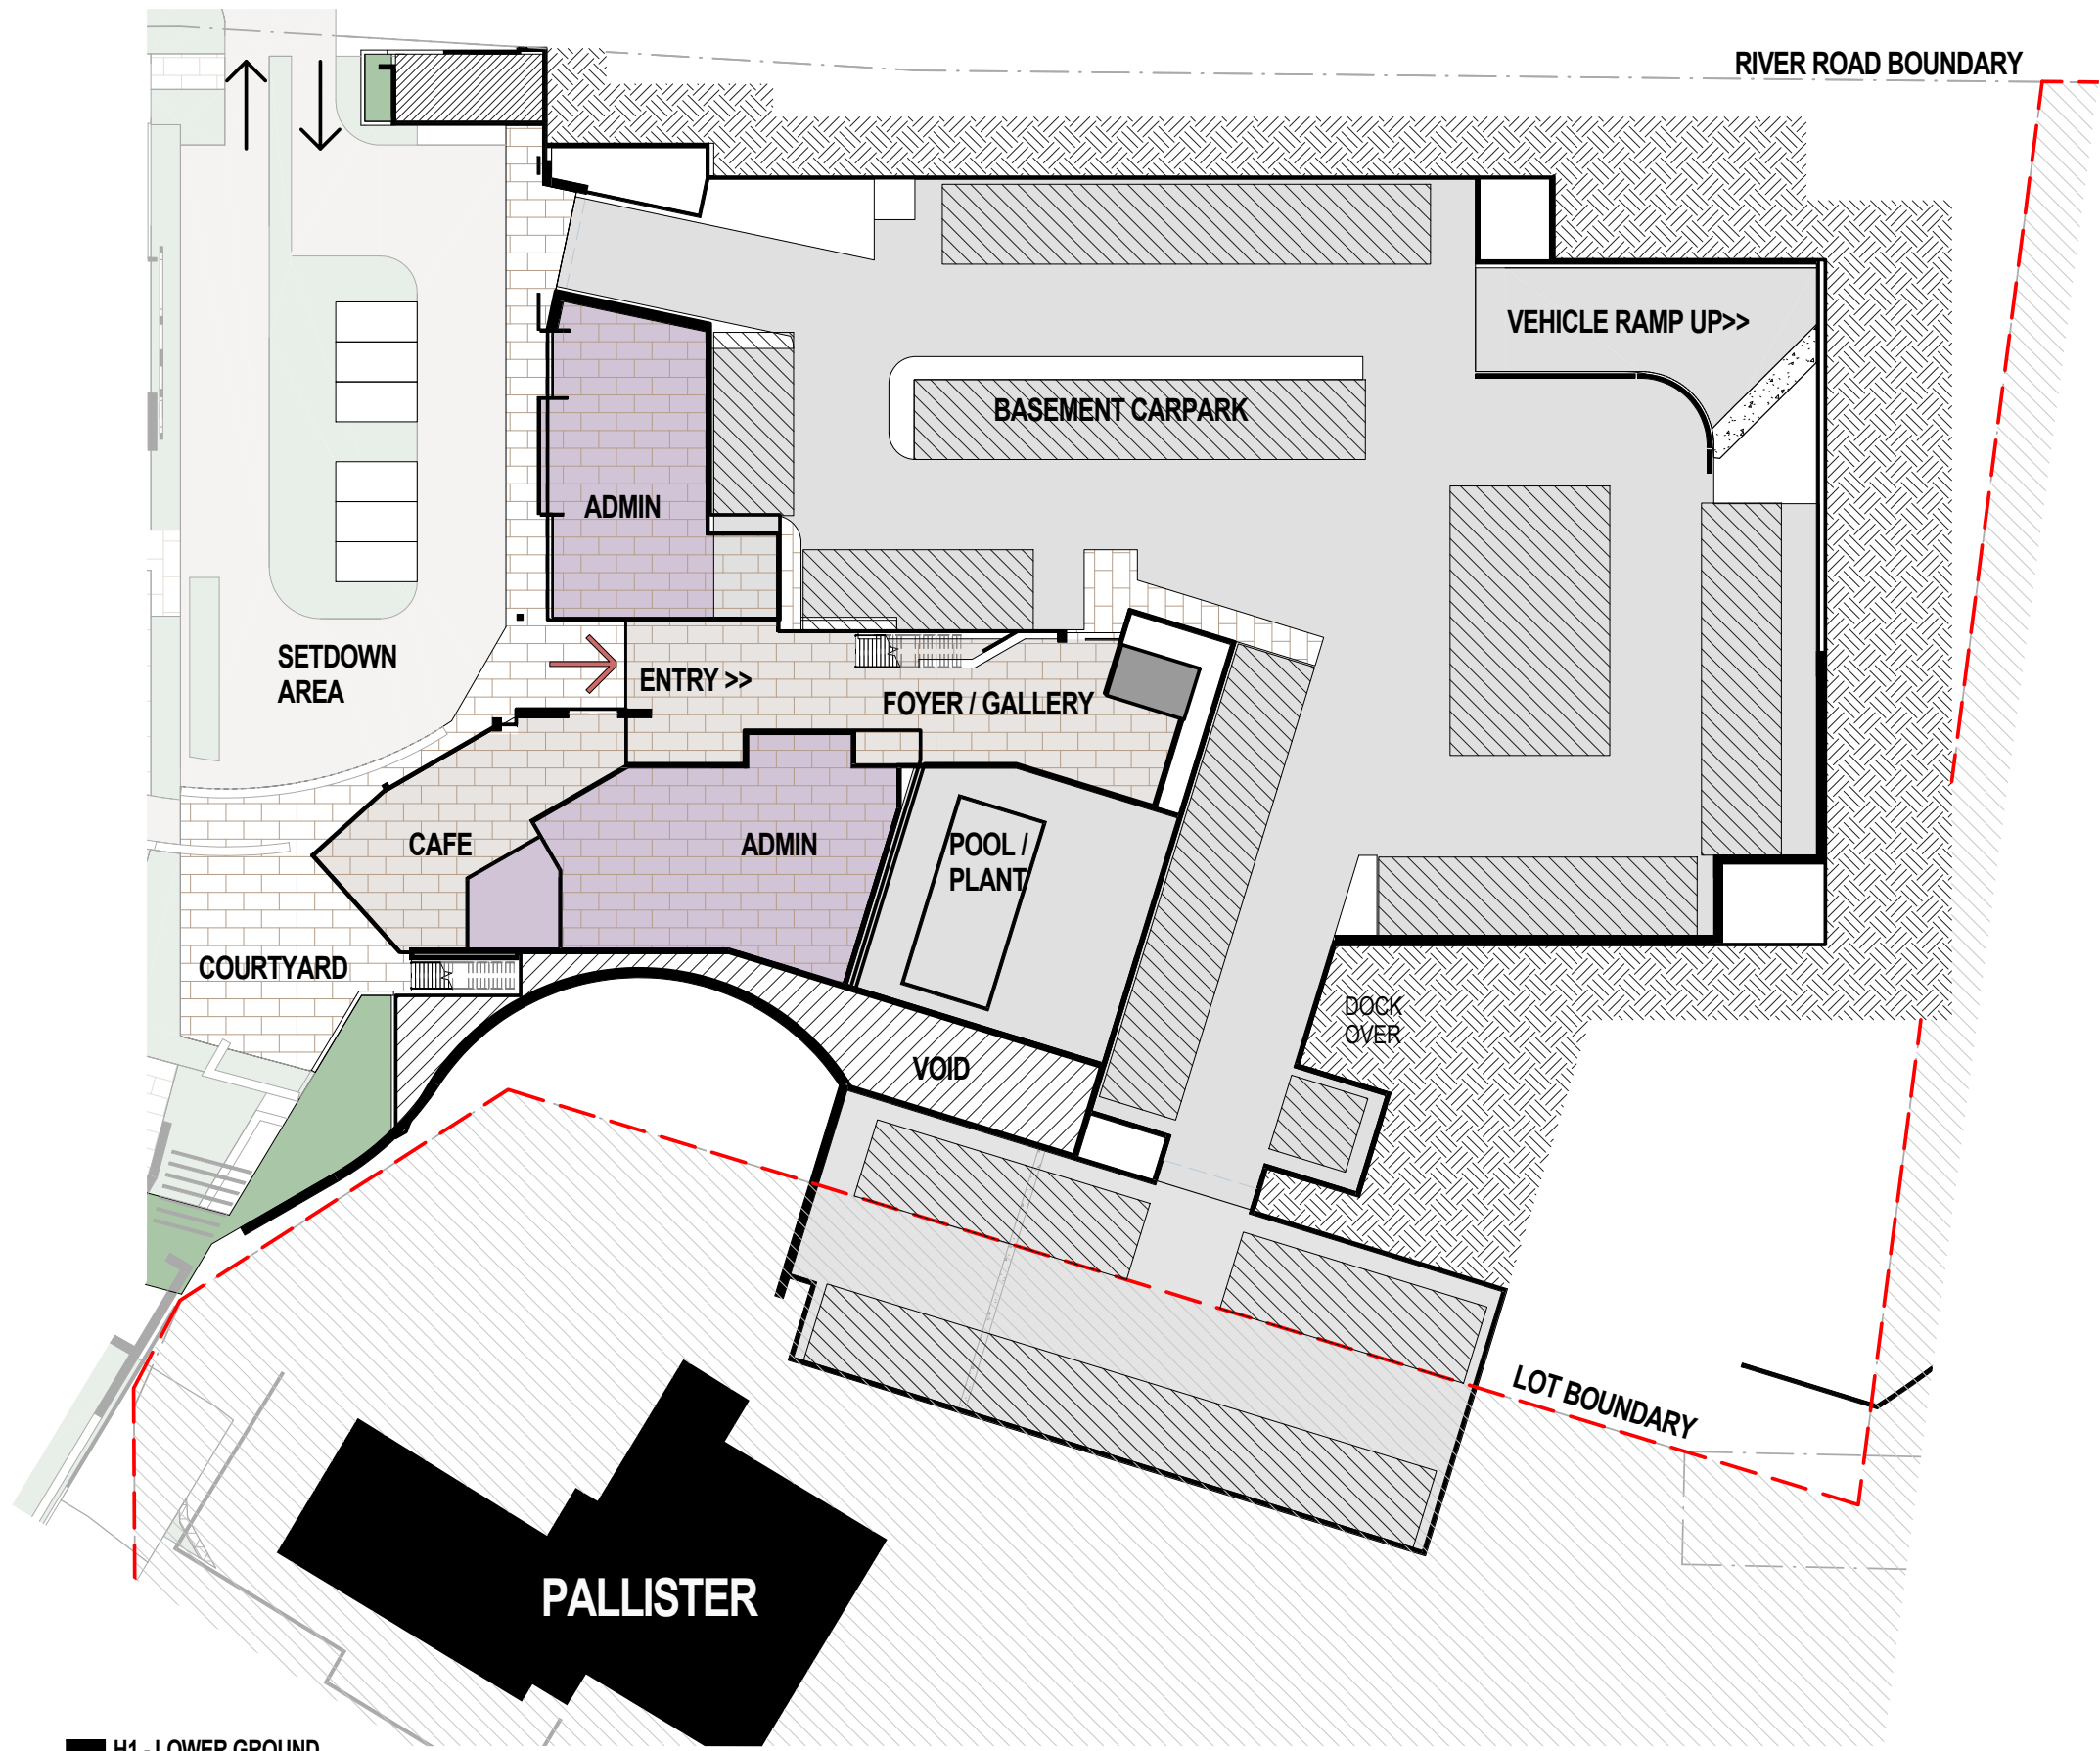 RIVER ROAD BOUNDARY
VEHICLE RAMP UP>>
BASEMENT CARPARK
ADMIN
SETDOWN
AREA
ENTRY >>
FOYER / GALLERY
CAFE
ADMIN
POOL /
PLANT
COURTYARD
DOCK
OVER
VOID
LOT BOUNDARY
PALLISTER
H1 - LOWER GROUND